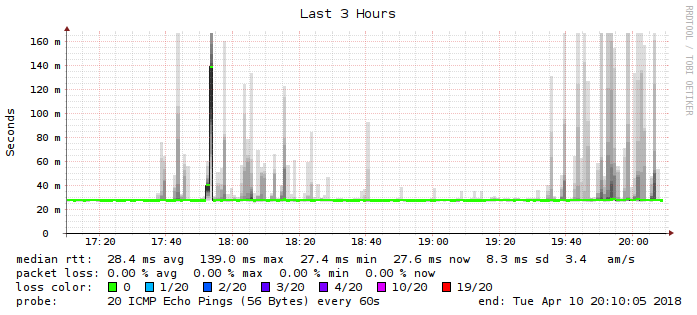 Last 3 Hours
RRDTOOL / TOBI OETIKER
Seconds
160 m
140 m
120 m
100 m
80 m
60 m
40 m
20 m
0
17:20 17:40 18:00 18:20 18:40 19:00 19:20 19:40 20:00
median rtt: 28.4 ms avg 139.0 ms max 27.4 ms min 27.6 ms now 8.3 ms sd 3.4 am/s
packet loss: 0.00 % avg 0.00 % max 0.00 % min 0.00 % now
loss color: 0 1/20 2/20 3/20 4/20 10/20 19/20
probe: 20 ICMP Echo Pings (56 Bytes) every 60s end: Tue Apr 10 20:10:05 2018